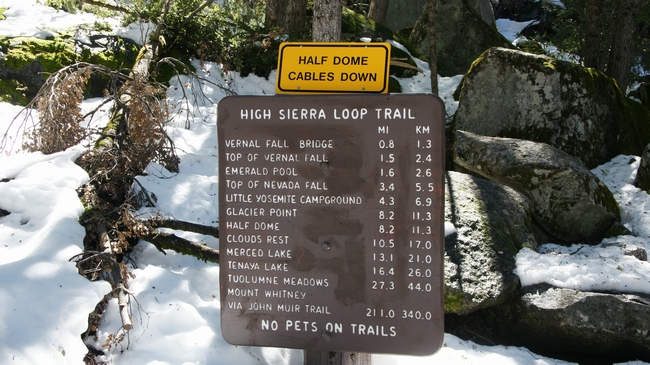 HALF DOME
CABLES DOWN
HIGH SIERRA LOOP TRAIL
MI KM
VERNAL FALL BRIDGE 0.8 1.3
TOP OF VERNAL FALL 1.5 2.4
EMERALD POOL 1.6 2.6
TOP OF NEVADA FALL 3.4 5.5
LITTLE YOSEMITE CAMPGROUND 4.3 6.9
GLACIER POINT 8.2 11.3
HALF DOME 8.2 11.3
CLOUDS REST 10.5 17.0
MERCED LAKE 13.1 21.0
TENAYA LAKE 16.4 26.0
TUOLUMNE MEADOWS 27.3 44.0
MOUNT WHITNEY
VIA JOHN MUIR TRAIL 211.0 340.0
NO PETS ON TRAILS